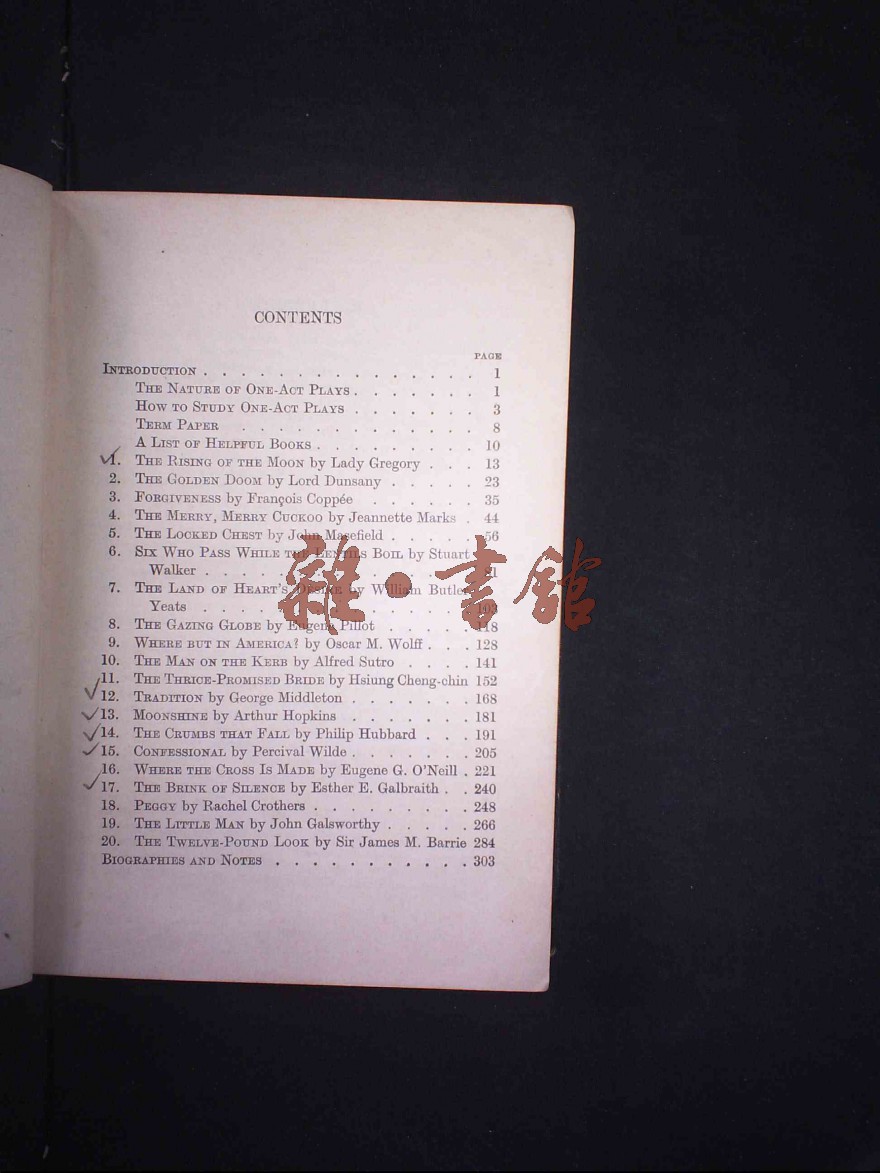 CONTENTS
PAGE
INTRODUCTION . . . . . . . . . . . . . . . 1
THE NATURE OF ONE-ACT PLAYS . . . . . . . 1
HOW TO STUDY ONE-ACT PLAYS . . . . . . . 3
TERM PAPER . . . . . . . . . . . . . 8
A LIST OF HELPFUL BOOKS . . . . . . . . . 10
1. THE RISING OF THE MOON by Lady Gregory . . . 13
2. THE GOLDEN DOOM by Lord Dunsany . . . . . 23
3. FORGIVENESS by François Coppée . . . . . . 35
4. THE MERRY, MERRY CUCKOO by Jeannette Marks . 44
5. THE LOCKED CHEST by John Masefield . . . . . 56
6. SIX WHO PASS WHILE THE LENTILS BOIL by Stuart
Walker . . . . . . . . . . . . . . .
7. THE LAND OF HEART'S DESIRE by William Butler
Yeats . . . . . . . . . . . . . . . 103
8. THE GAZING GLOBE by Eugene Pillot . . . . . 118
9. WHERE BUT IN AMERICA? by Oscar M. Wolff . . . 128
10. THE MAN ON THE KERB by Alfred Sutro . . . . 141
11. THE THRICE-PROMISED BRIDE by Hsiung Cheng-chin 152
12. TRADITION by George Middleton . . . . . . . 168
13. MOONSHINE by Arthur Hopkins . . . . . . . 181
14. THE CRUMBS THAT FALL by Philip Hubbard . . . 191
15. CONFESSIONAL by Percival Wilde . . . . . . . 205
16. WHERE THE CROSS IS MADE by Eugene G. O'Neill . 221
17. THE BRINK OF SILENCE by Esther E. Galbraith . . 240
18. PEGGY by Rachel Crothers . . . . . . . . . 248
19. THE LITTLE MAN by John Galsworthy . . . . . 266
20. THE TWELVE-POUND LOOK by Sir James M. Barrie 284
BIOGRAPHIES AND NOTES . . . . . . . . . . 303
雜·書館